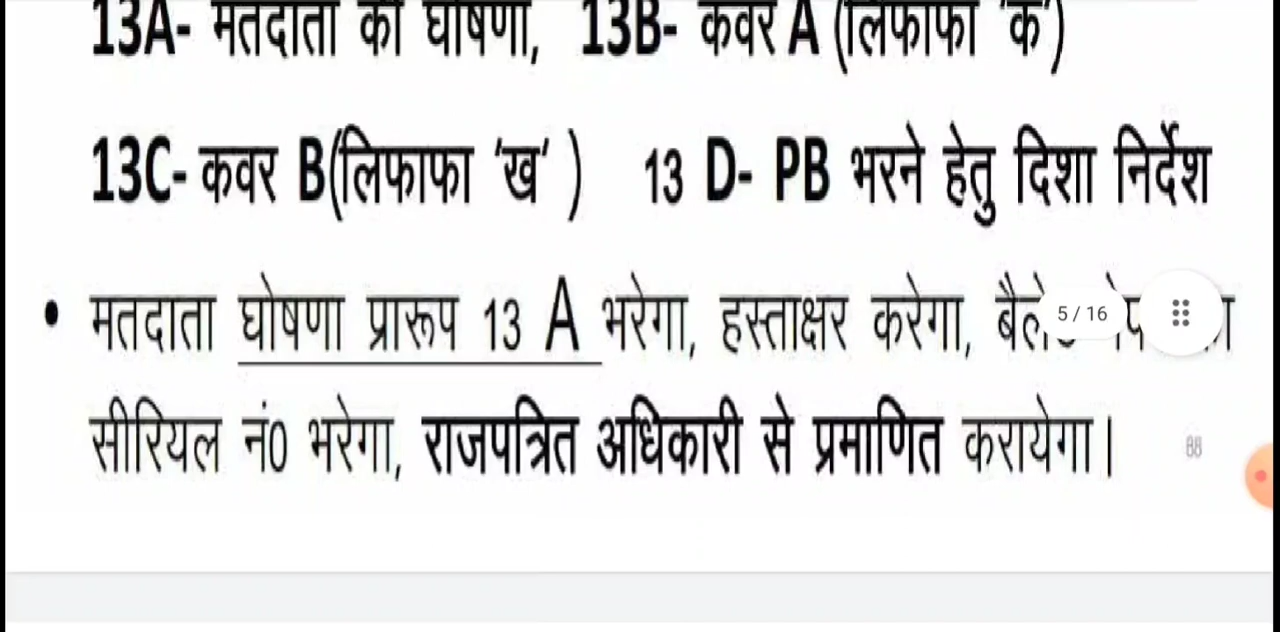 13A- मतदाता की घोषणा, 13B- कवर A (लिफाफा 'क')
13C- कवर B(लिफाफा 'ख' ) 13 D- PB भरने हेतु दिशा निर्देश
• मतदाता घोषणा प्रारूप 13 A भरेगा, हस्ताक्षर करेगा,
5 / 16
सीरियल नं0 भरेगा, राजपत्रित अधिकारी से प्रमाणित करायेगा।
88